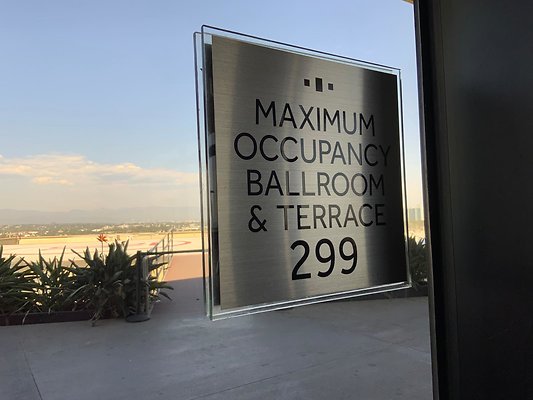 MAXIMUM
OCCUPANCY
BALLROOM
& TERRACE
299